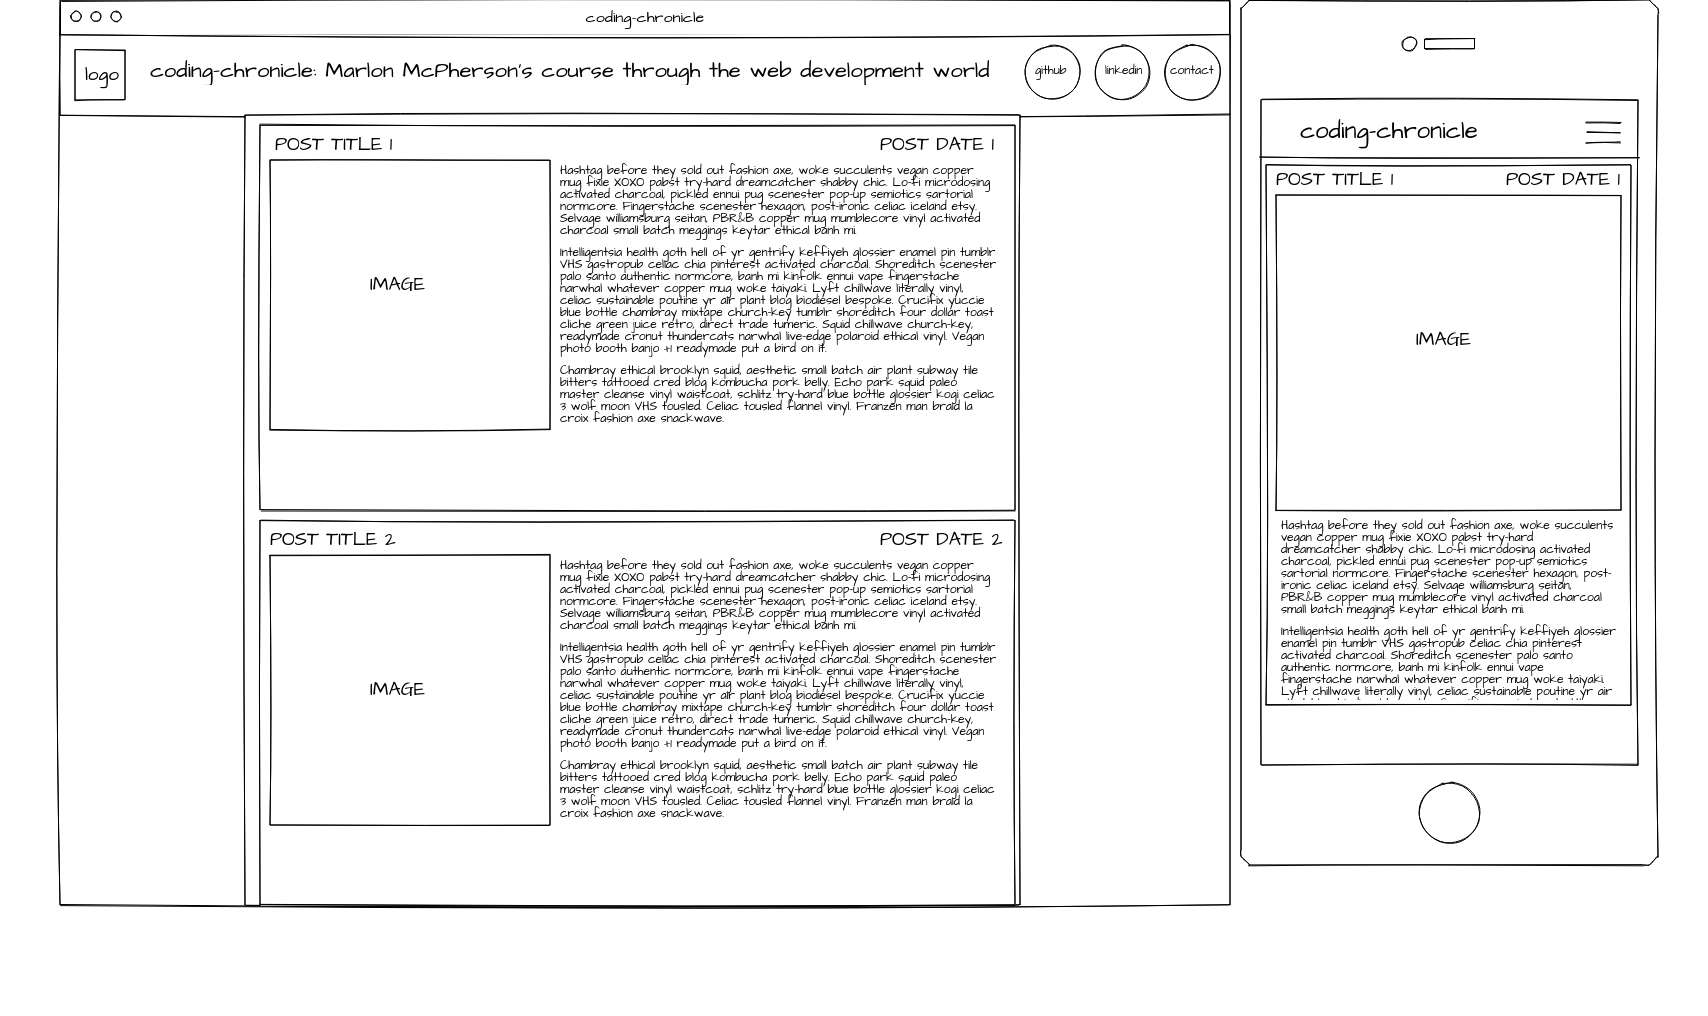 coding-chronicle
logo
coding-chronicle: Marlon McPherson's course through the web development world
github
linkedin
contact
POST TITLE 1
POST DATE 1
IMAGE
Hashtag before they sold out fashion axe, woke succulents vegan copper
mug fixie XOXO pabst try-hard dreamcatcher shabby chic. Lo-fi microdosing
activated charcoal, pickled ennui pug scenester pop-up semiotics sartorial
normcore. Fingerstache scenester hexagon, post-ironic celiac iceland etsy.
Selvage williamsburg seitan, PBR&B copper mug mumblecore vinyl activated
charcoal small batch meggings keytar ethical banh mi.
Intelligentsia health goth hell of yr gentrify keffiyeh glossier enamel pin tumblr
VHS gastropub celiac chia pinterest activated charcoal. Shoreditch scenester
palo santo authentic normcore, banh mi kinfolk ennui vape fingerstache
narwhal whatever copper mug woke taiyaki. Lyft chillwave literally vinyl,
celiac sustainable poutine yr air plant blog biodiesel bespoke. Crucifix yuccie
blue bottle chambray mixtape church-key tumblr shoreditch four dollar toast
cliche green juice retro, direct trade tumeric. Squid chillwave church-key,
readymade cronut thundercats narwhal live-edge polaroid ethical vinyl. Vegan
photo booth banjo +1 readymade put a bird on it.
Chambray ethical brooklyn squid, aesthetic small batch air plant subway tile
bitters tattooed cred blog kombucha pork belly. Echo park squid paleo
master cleanse vinyl waistcoat, schlitz try-hard blue bottle glossier kogi celiac
3 wolf moon VHS tousled. Celiac tousled flannel vinyl. Franzen man braid la
croix fashion axe snackwave.
POST TITLE 2
POST DATE 2
IMAGE
Hashtag before they sold out fashion axe, woke succulents vegan copper
mug fixie XOXO pabst try-hard dreamcatcher shabby chic. Lo-fi microdosing
activated charcoal, pickled ennui pug scenester pop-up semiotics sartorial
normcore. Fingerstache scenester hexagon, post-ironic celiac iceland etsy.
Selvage williamsburg seitan, PBR&B copper mug mumblecore vinyl activated
charcoal small batch meggings keytar ethical banh mi.
Intelligentsia health goth hell of yr gentrify keffiyeh glossier enamel pin tumblr
VHS gastropub celiac chia pinterest activated charcoal. Shoreditch scenester
palo santo authentic normcore, banh mi kinfolk ennui vape fingerstache
narwhal whatever copper mug woke taiyaki. Lyft chillwave literally vinyl,
celiac sustainable poutine yr air plant blog biodiesel bespoke. Crucifix yuccie
blue bottle chambray mixtape church-key tumblr shoreditch four dollar toast
cliche green juice retro, direct trade tumeric. Squid chillwave church-key,
readymade cronut thundercats narwhal live-edge polaroid ethical vinyl. Vegan
photo booth banjo +1 readymade put a bird on it.
Chambray ethical brooklyn squid, aesthetic small batch air plant subway tile
bitters tattooed cred blog kombucha pork belly. Echo park squid paleo
master cleanse vinyl waistcoat, schlitz try-hard blue bottle glossier kogi celiac
3 wolf moon VHS tousled. Celiac tousled flannel vinyl. Franzen man braid la
croix fashion axe snackwave.
coding-chronicle
POST TITLE 1
POST DATE 1
IMAGE
Hashtag before they sold out fashion axe, woke succulents
vegan copper mug fixie XOXO pabst try-hard
dreamcatcher shabby chic. Lo-fi microdosing activated
charcoal, pickled ennui pug scenester pop-up semiotics
sartorial normcore. Fingerstache scenester hexagon, post-
ironic celiac iceland etsy. Selvage williamsburg seitan,
PBR&B copper mug mumblecore vinyl activated charcoal
small batch meggings keytar ethical banh mi.
Intelligentsia health goth hell of yr gentrify keffiyeh glossier
enamel pin tumblr VHS gastropub celiac chia pinterest
activated charcoal. Shoreditch scenester palo santo
authentic normcore, banh mi kinfolk ennui vape
fingerstache narwhal whatever copper mug woke taiyaki.
Lyft chillwave literally vinyl, celiac sustainable poutine yr air